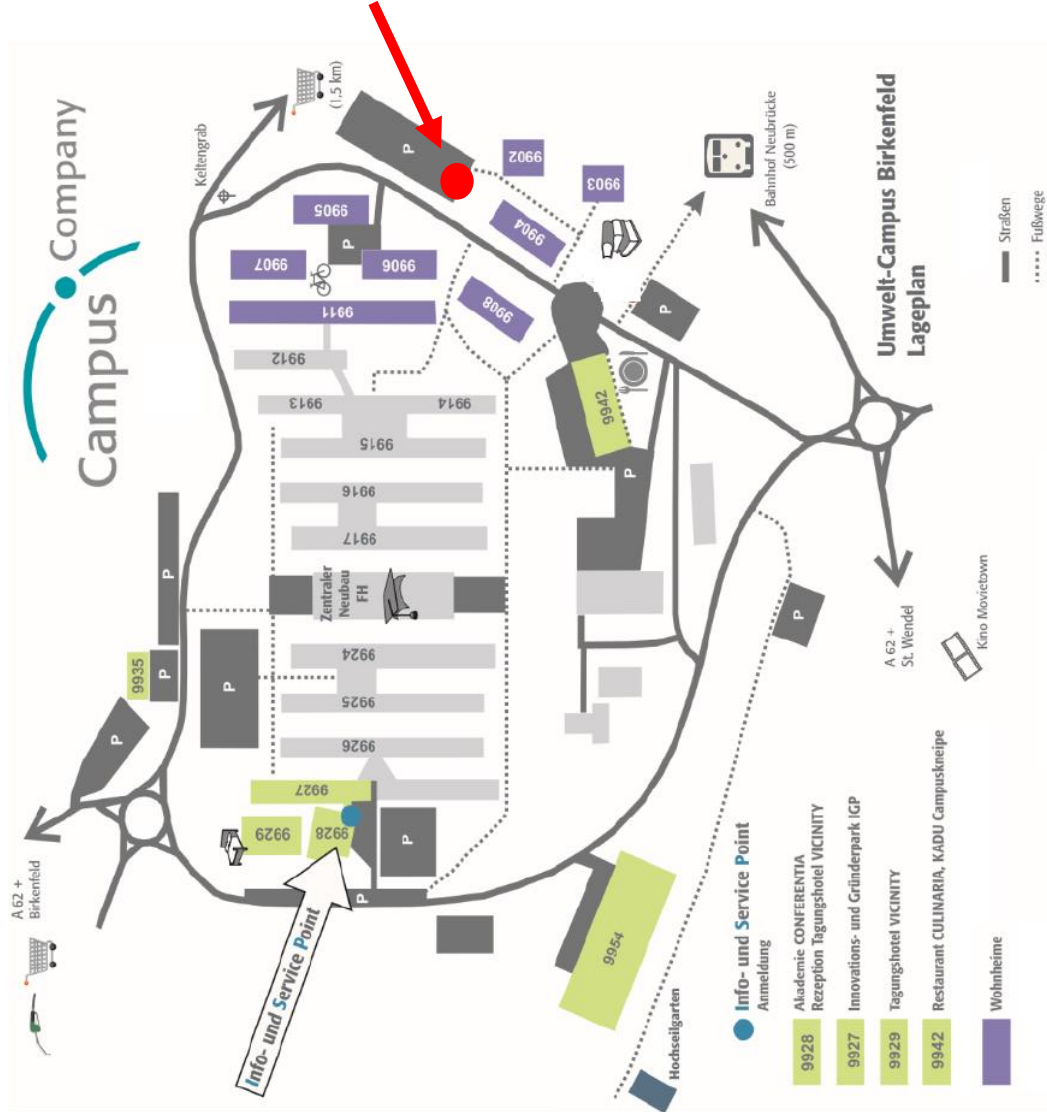 Campus Company
Keltengrab
(1,5 km)
P
9902
9903
9904
9905
P
9906
9907
9908
9911
9912
9913
9914
9915
9916
9917
Zentraler
Neubau
FH
9924
9925
9926
9927
9928
9929
P
P
P
P
P
P
9935
A 62 +
Birkenfeld
Info- und Service Point
9942
P
P
P
Bahnhof Neubrücke
(500 m)
Umwelt-Campus Birkenfeld
Lageplan
Straßen
Fußwege
A 62 +
St. Wendel
Kino Movietown
9954
Hochseilgarten
Info- und Service Point
Anmeldung
9928 Akademie CONFERENTIA
Rezeption Tagungshotel VICINITY
9927 Innovations- und Gründerpark IGP
9929 Tagungshotel VICINITY
9942 Restaurant CULINARIA, KADU Campuskneipe
Wohnheime